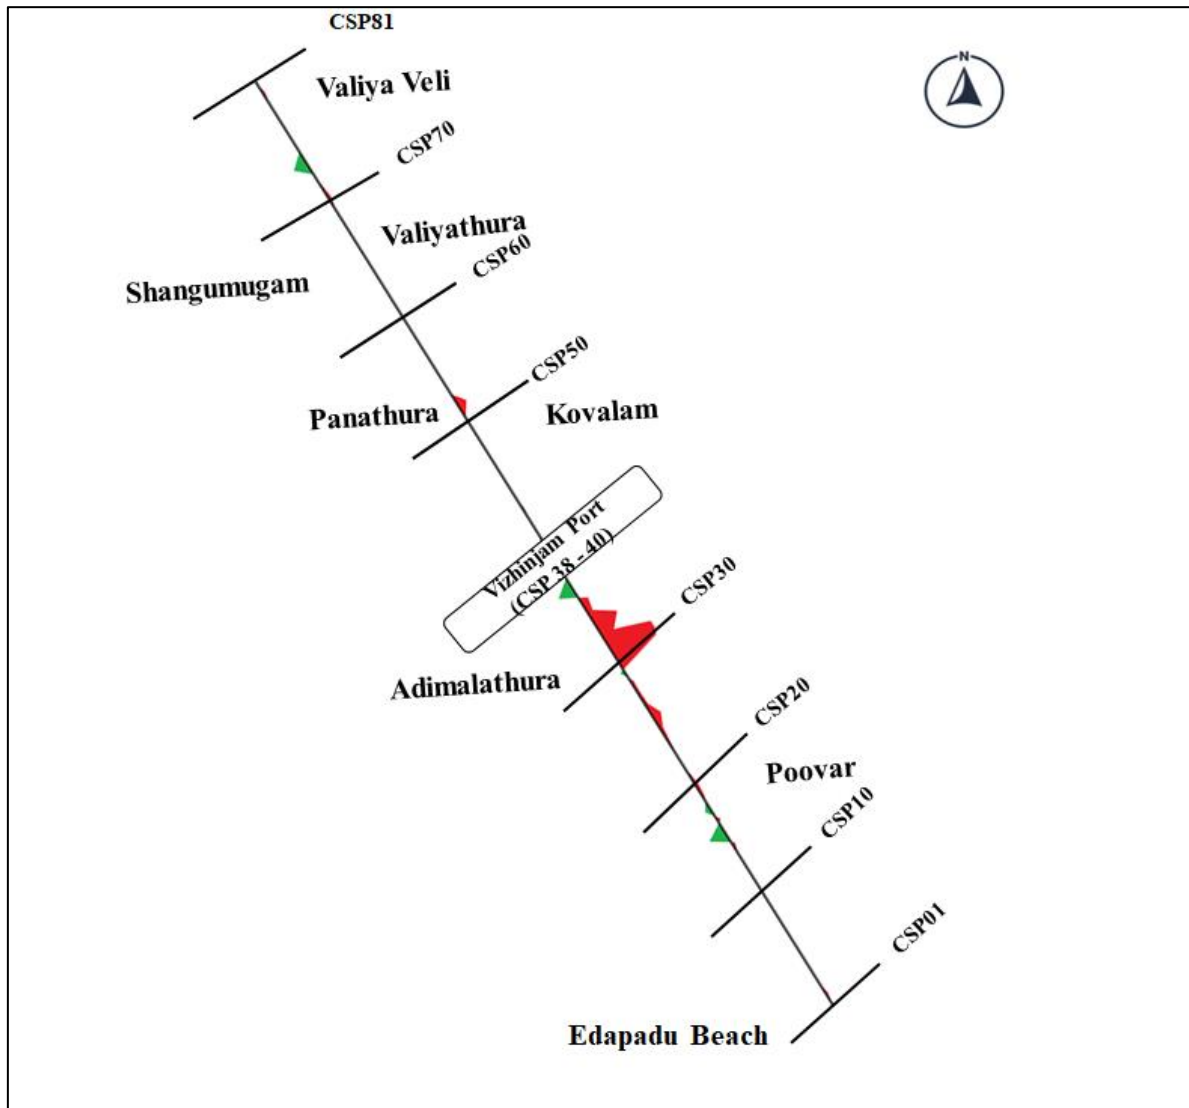 CSP81
N
Valiya Veli
CSP70
Valiyathura
CSP60
Shangumugam
CSP50
Panathura
Kovalam
Vizhinjam Port
(CSP 38 - 40)
CSP30
Adimalathura
CSP20
Poovar
CSP10
CSP01
Edapadu Beach